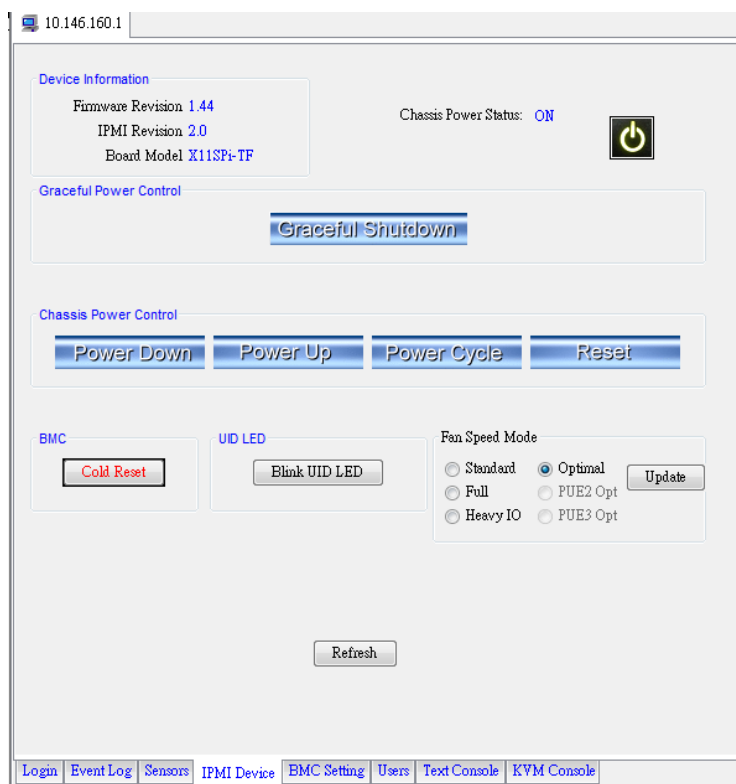 10.146.160.1
Device Information
Firmware Revision 1.44
IPMI Revision 2.0
Board Model X11SPi-TF
Chassis Power Status: ON
Graceful Power Control
Graceful Shutdown
Chassis Power Control
Power Down Power Up Power Cycle Reset
BMC
Cold Reset
UID LED
Blink UID LED
Fan Speed Mode
Standard Optimal
Full PUE2 Opt
Heavy IO PUE3 Opt
Update
Refresh
Login Event Log Sensors IPMI Device BMC Setting Users Text Console KVM Console